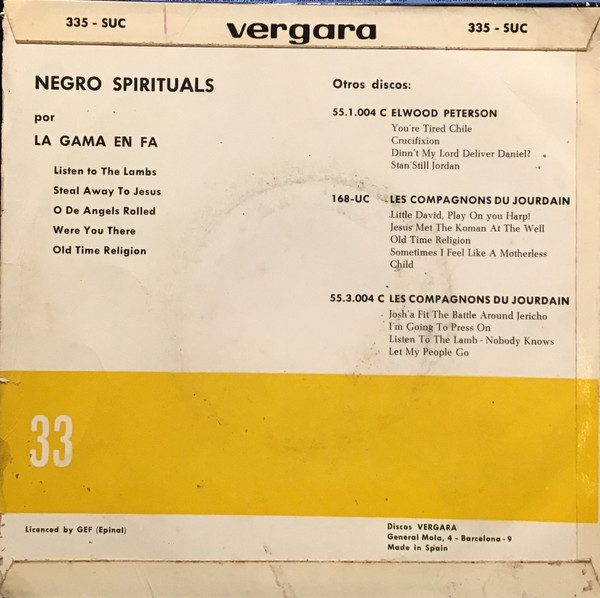 335 - SUC
vergara
335 - SUC
NEGRO SPIRITUALS
por
LA GAMA EN FA
Listen to The Lambs
Steal Away To Jesus
O De Angels Rolled
Were You There
Old Time Religion
Otros discos:
55.1.004 C ELWOOD PETERSON
You're Tired Chile
Crucifixion
Dinn't My Lord Deliver Daniel?
Stan'Still Jordan
168-UC LES COMPAGNONS DU JOURDAIN
Little David, Play On you Harp!
Jesus Met The Koman At The Well
Old Time Religion
Sometimes I Feel Like A Motherless
Child
55.3.004 C LES COMPAGNONS DU JOURDAIN
Josh'a Fit The Battle Around Jericho
I'm Going To Press On
Listen To The Lamb - Nobody Knows
Let My People Go
33
Licenced by GEF (Epinal)
Discos VERGARA
General Mola, 4 - Barcelona - 9
Made in Spain